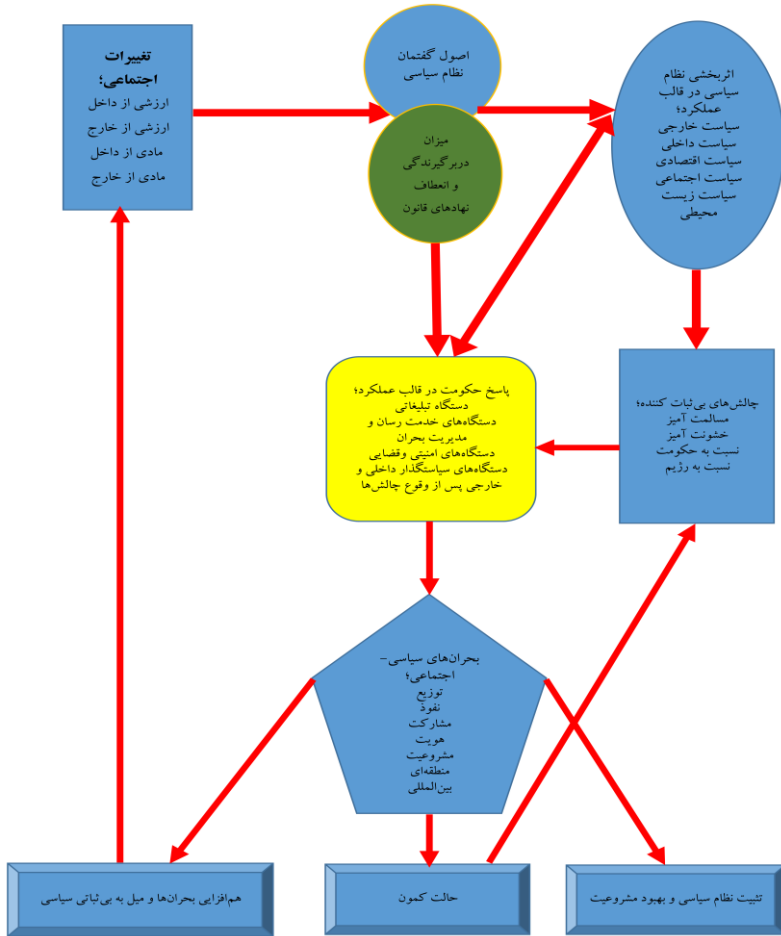 تغییرات
اجتماعی؛
ارزشی از داخل
ارزشی از خارج
مادی از داخل
مادی از خارج
اصول گفتمان
نظام سیاسی
میزان
دربرگیرندگی
و انعطاف
نهادهای قانون
اثربخشی نظام
سیاسی در قالب
عملکرد؛
سیاست خارجی
سیاست داخلی
سیاست اقتصادی
سیاست اجتماعی
سیاست زیست
محیطی
پاسخ حکومت در قالب عملکرد؛
دستگاه تبلیغاتی
دستگاه‌های خدمت رسان و
مدیریت بحران
دستگاه‌های امنیتی وقضایی
دستگاه‌های سیاستگذار داخلی و
خارجی پس از وقوع چالش‌ها
چالش‌های بی‌ثبات کننده؛
مسالمت آمیز
خشونت آمیز
نسبت به حکومت
نسبت به رژیم
بحران‌های سیاسی–
اجتماعی؛
توزیع
نفوذ
مشارکت
هویت
مشروعیت
منطقه‌ای
بین‌المللی
هم‌افزایی بحران‌ها و میل به بی‌ثباتی سیاسی
حالت کمون
تثبیت نظام سیاسی و بهبود مشروعیت